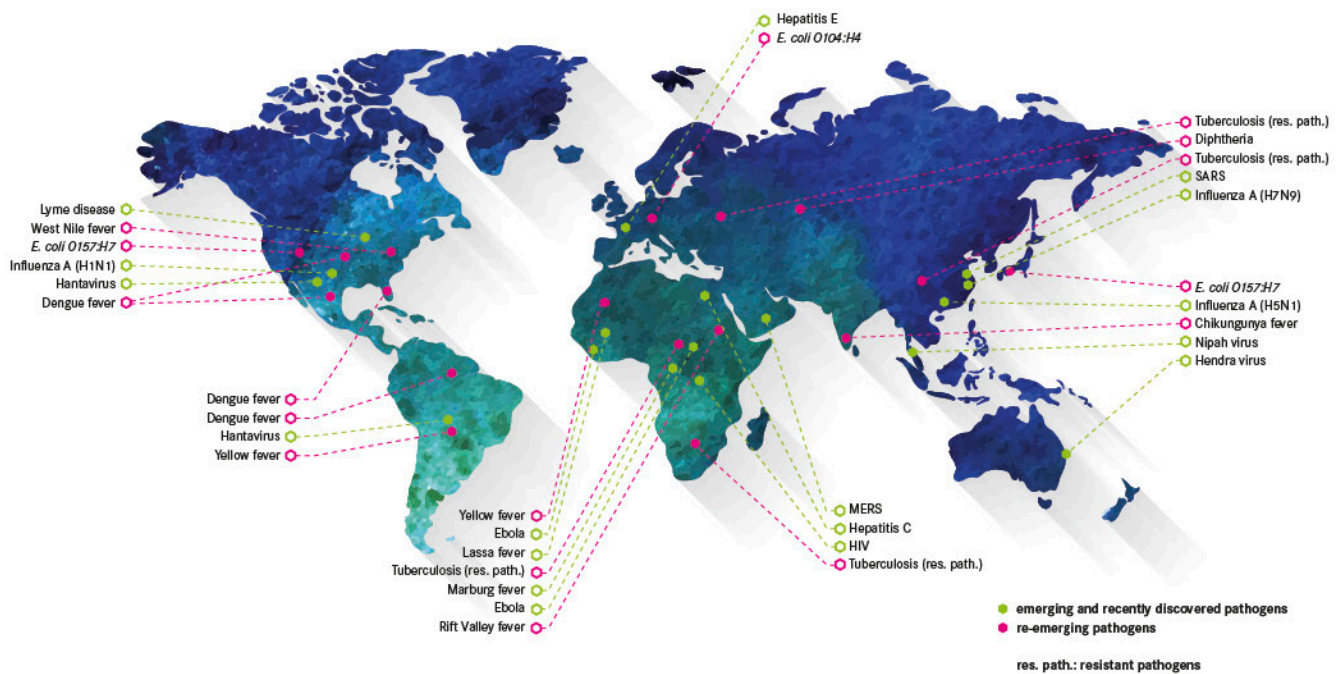 Hepatitis E
E. coli O104:H4
Tuberculosis (res. path.)
Diphtheria
Tuberculosis (res. path.)
SARS
Influenza A (H7N9)
Lyme disease
West Nile fever
E. coli O157:H7
Influenza A (H1N1)
Hantavirus
Dengue fever
E. coli O157:H7
Influenza A (H5N1)
Chikungunya fever
Nipah virus
Hendra virus
Dengue fever
Dengue fever
Hantavirus
Yellow fever
Yellow fever
Ebola
Lassa fever
Tuberculosis (res. path.)
Marburg fever
Ebola
Rift Valley fever
MERS
Hepatitis C
HIV
Tuberculosis (res. path.)
emerging and recently discovered pathogens
re-emerging pathogens
res. path.: resistant pathogens